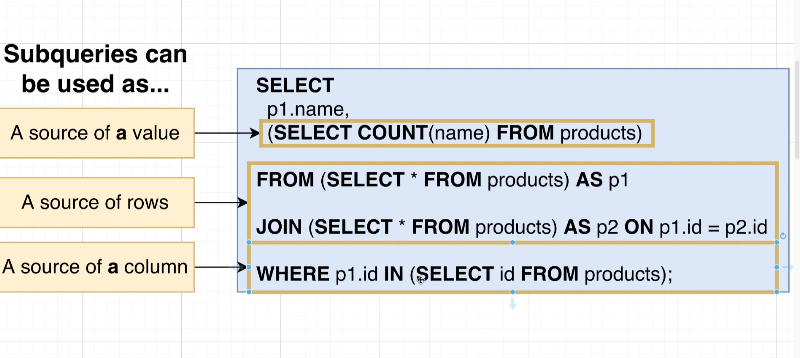 Subqueries can
be used as...
A source of a value
A source of rows
A source of a column
SELECT
p1.name,
(SELECT COUNT(name) FROM products)
FROM (SELECT * FROM products) AS p1
JOIN (SELECT * FROM products) AS p2 ON p1.id = p2.id
WHERE p1.id IN (SELECT id FROM products);